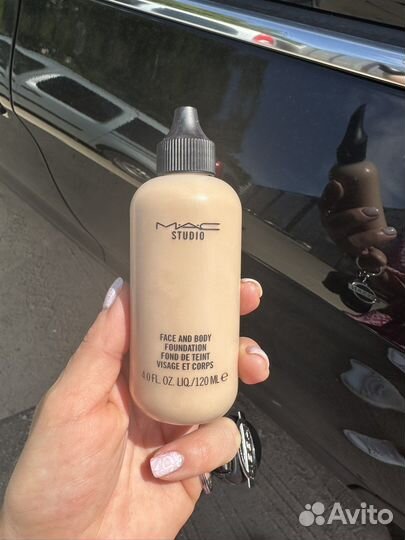 MAC
STUDIO
FACE AND BODY
FOUNDATION
FOND DE TEINT
VISAGE ET CORPS
4.0 FL. OZ. LIQ./120 ML ℮
Avito